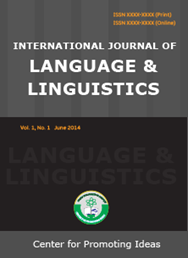 ISSN XXXX-XXXX (Print)
ISSN XXXX-XXXX (Online)
INTERNATIONAL JOURNAL OF
LANGUAGE &
LINGUISTICS
Vol. 1, No. 1 June 2014
LANGUAGE &
LINGUISTICS
Center for Promoting Ideas